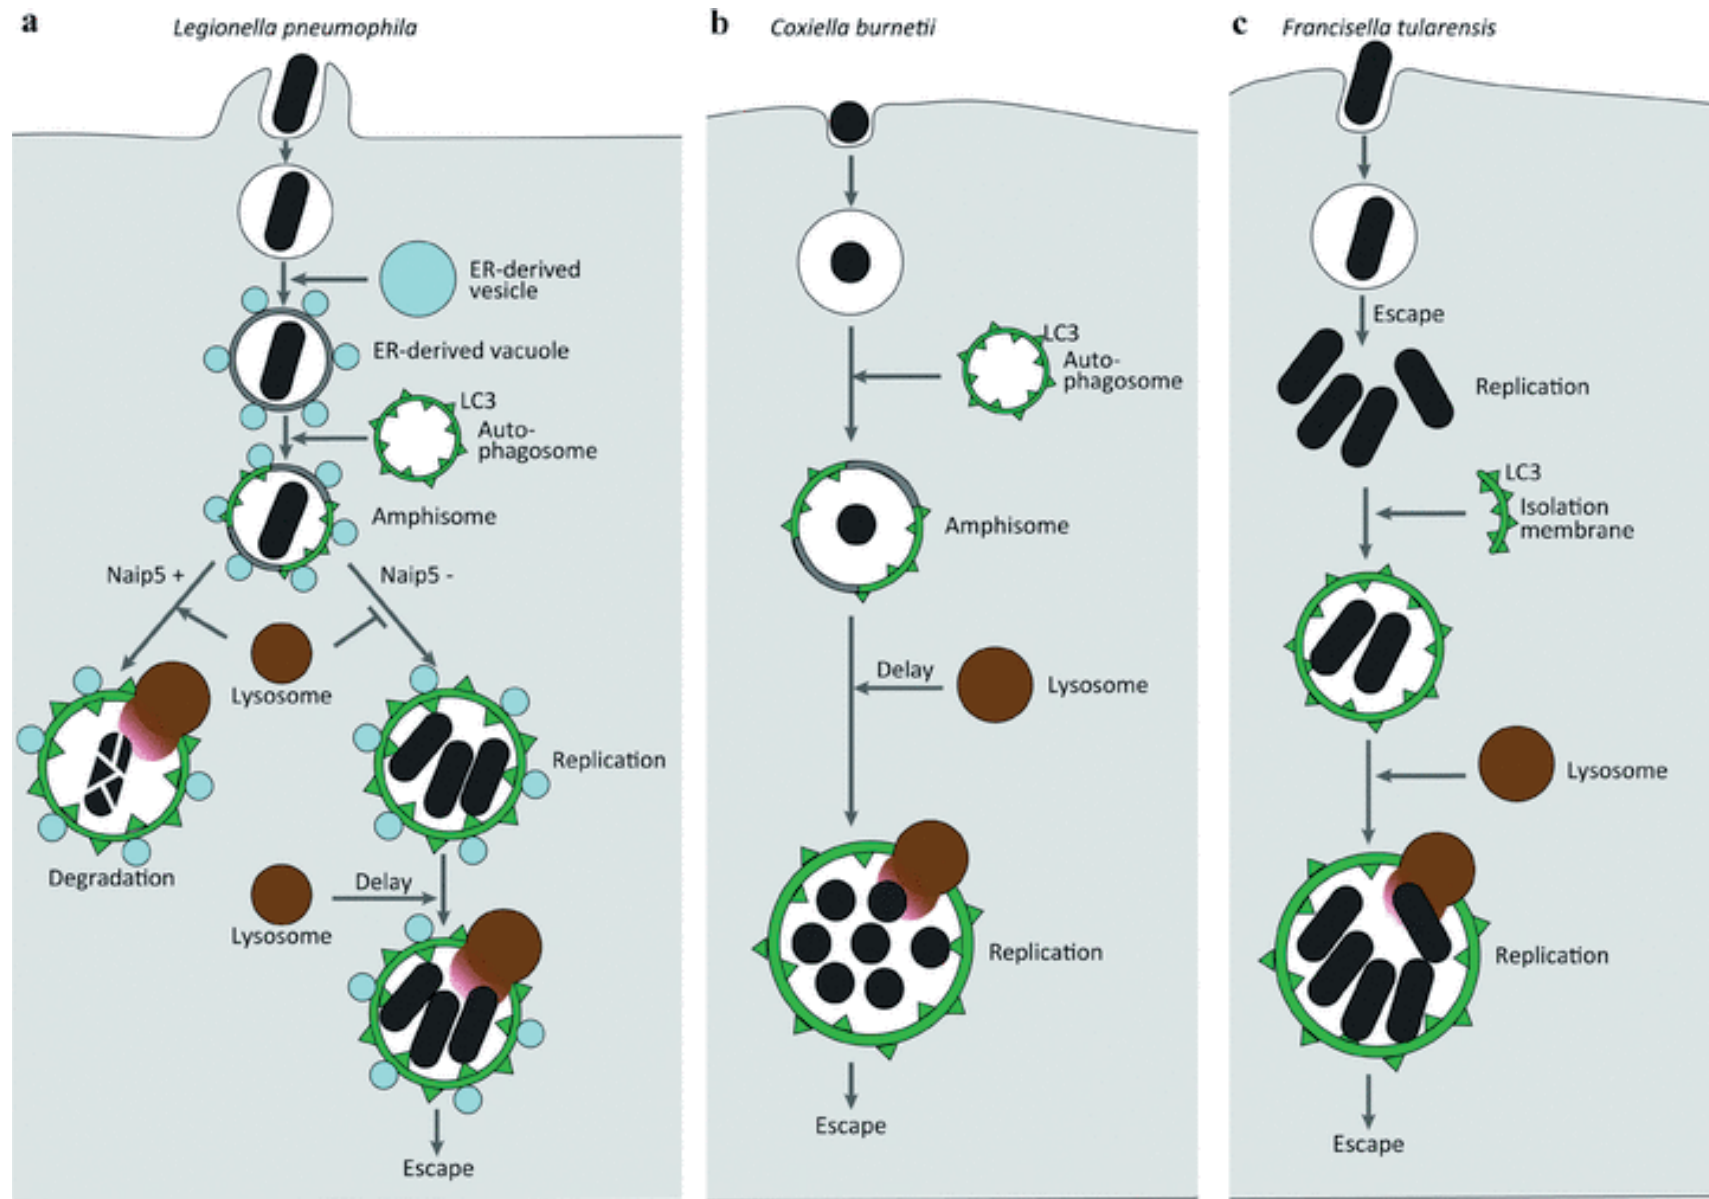 a
Legionella pneumophila
ER-derived
vesicle
ER-derived vacuole
LC3
Auto-
phagosome
Amphisome
Naip5 +
Naip5 -
Lysosome
Replication
Degradation
Delay
Lysosome
Escape
b
Coxiella burnetii
LC3
Auto-
phagosome
Amphisome
Delay
Lysosome
Replication
Escape
c
Francisella tularensis
Escape
Replication
LC3
Isolation
membrane
Lysosome
Replication
Escape